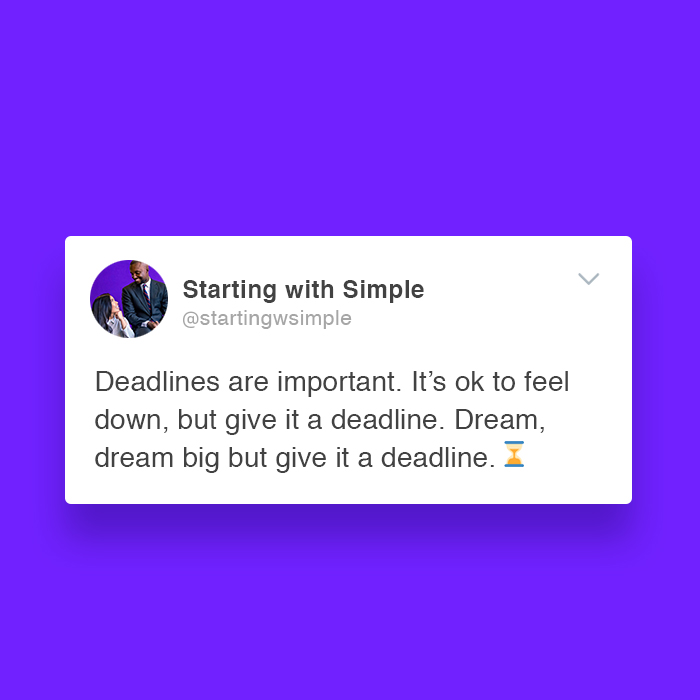 Starting with Simple
@startingwsimple
Deadlines are important. It’s ok to feel
down, but give it a deadline. Dream,
dream big but give it a deadline. ⏳